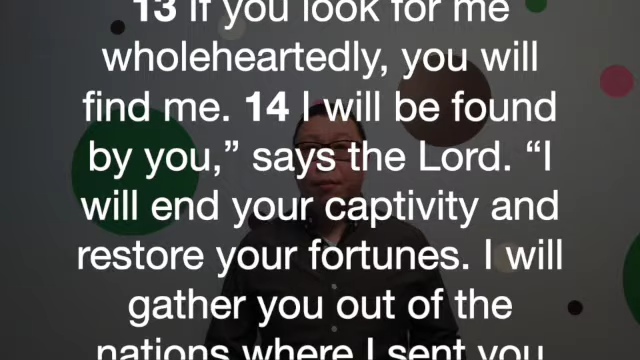 13 If you look for me
wholeheartedly, you will
find me. 14 I will be found
by you,” says the Lord. “I
will end your captivity and
restore your fortunes. I will
gather you out of the
nations where I sent you